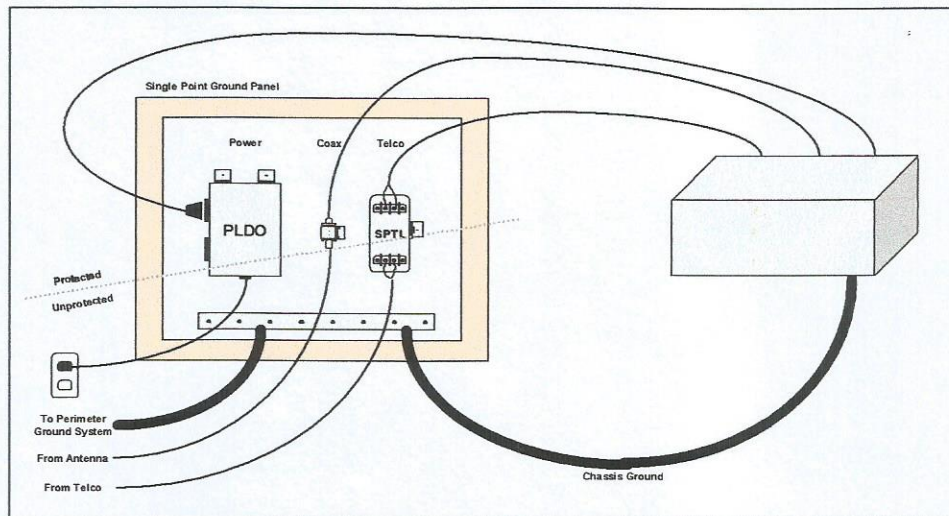 Single Point Ground Panel
Power Coax Telco
PLDO
SPTL
Protected
Unprotected
To Perimeter
Ground System
From Antenna
From Telco
Chassis Ground